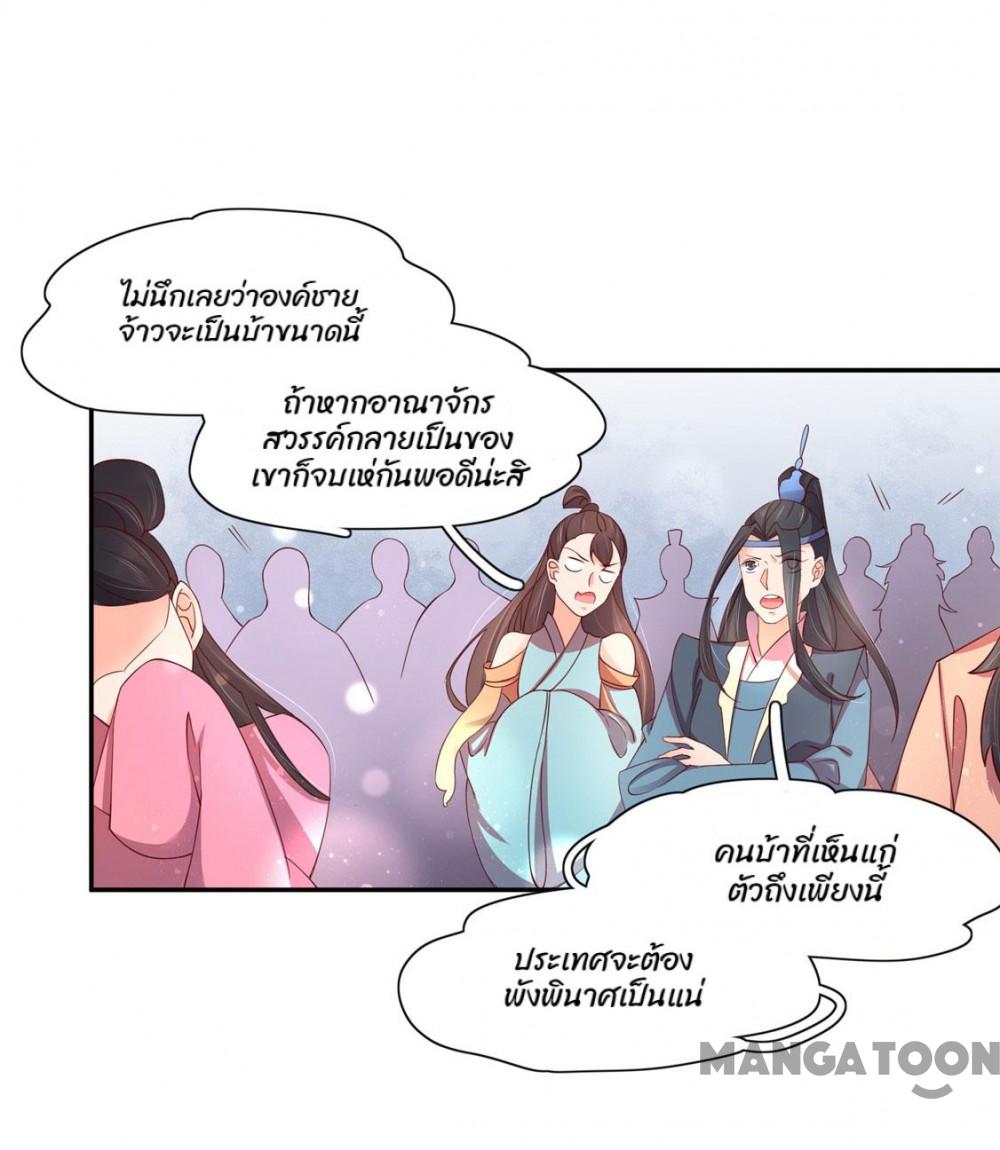 ไม่นึกเลยว่าองค์ชาย
จ้าวจะเป็นบ้าขนาดนี้
ถ้าหากอาณาจักร
สวรรค์กลายเป็นของ
เขาก็จบเห่กันพอดีน่ะสิ
คนบ้าที่เห็นแก่
ตัวถึงเพียงนี้
ประเทศจะต้อง
พังพินาศเป็นแน่
MANGATOON